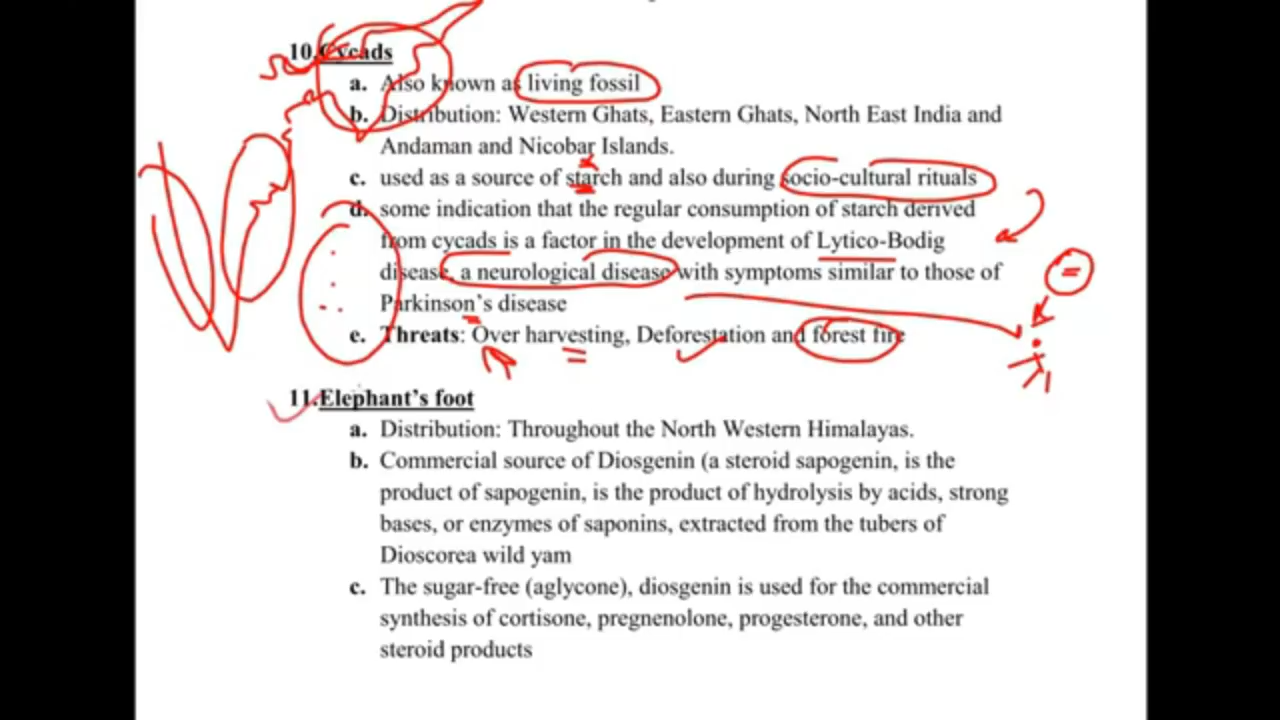 10.Cycads
a. Also known as living fossil
b. Distribution: Western Ghats, Eastern Ghats, North East India and
Andaman and Nicobar Islands.
c. used as a source of starch and also during socio-cultural rituals
d. some indication that the regular consumption of starch derived
from cycads is a factor in the development of Lytico-Bodig
disease, a neurological disease with symptoms similar to those of
Parkinson’s disease
e. Threats: Over harvesting, Deforestation and forest fire
11.Elephant’s foot
a. Distribution: Throughout the North Western Himalayas.
b. Commercial source of Diosgenin (a steroid sapogenin, is the
product of sapogenin, is the product of hydrolysis by acids, strong
bases, or enzymes of saponins, extracted from the tubers of
Dioscorea wild yam
c. The sugar-free (aglycone), diosgenin is used for the commercial
synthesis of cortisone, pregnenolone, progesterone, and other
steroid products